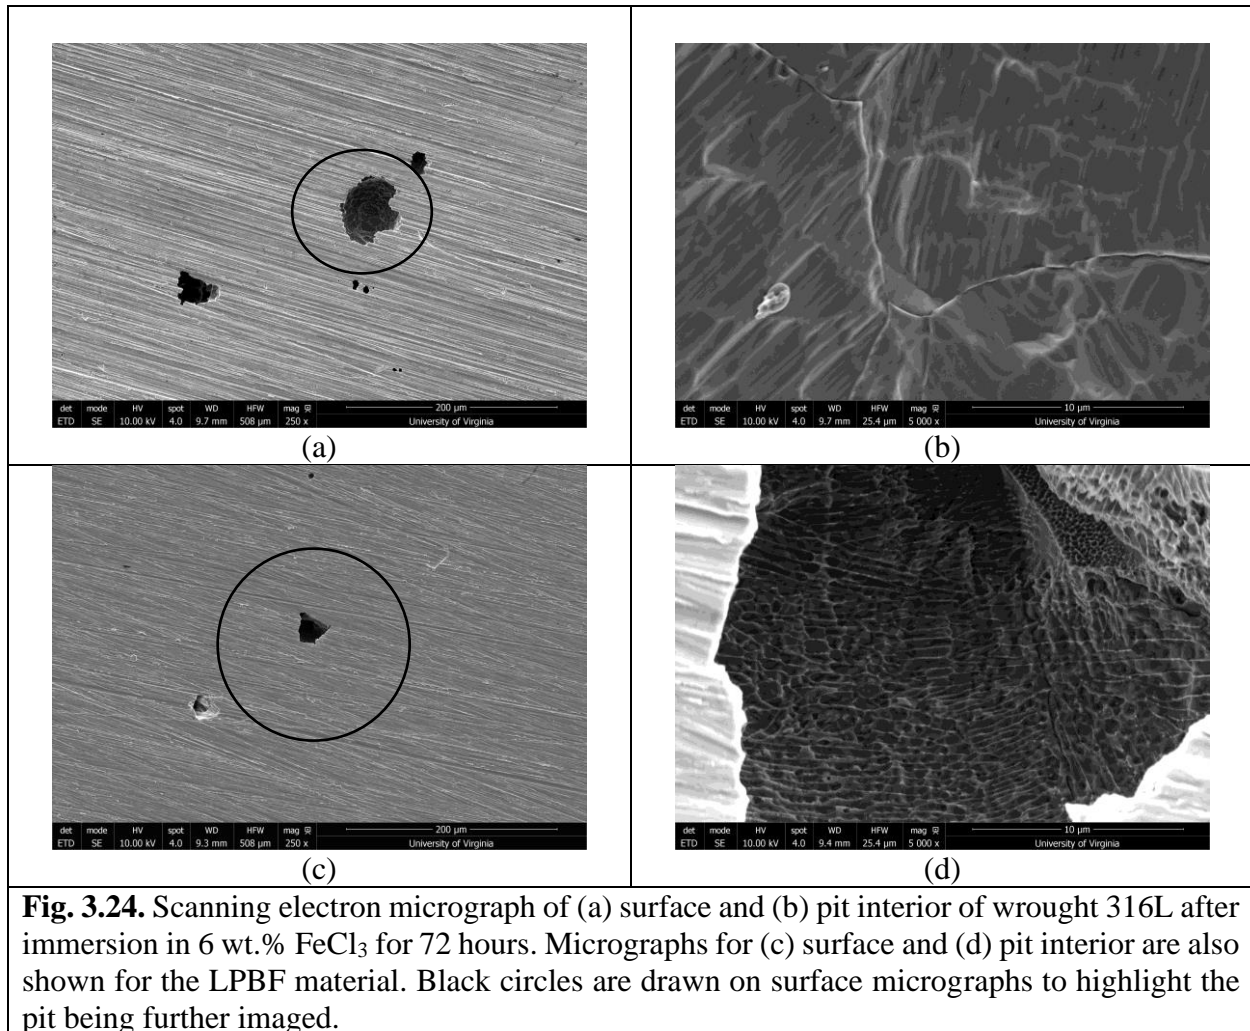 det mode HV spot WD HFW mag 200 µm
ETD SE 10.00 kV 4.0 9.7 mm 508 µm 250 x University of Virginia
(a)
det mode HV spot WD HFW mag 10 µm
ETD SE 10.00 kV 4.0 9.7 mm 25.4 µm 5 000 x University of Virginia
(b)
det mode HV spot WD HFW mag 200 µm
ETD SE 10.00 kV 4.0 9.3 mm 508 µm 250 x University of Virginia
(c)
det mode HV spot WD HFW mag 10 µm
ETD SE 10.00 kV 4.0 9.4 mm 25.4 µm 5 000 x University of Virginia
(d)
Fig. 3.24. Scanning electron micrograph of (a) surface and (b) pit interior of wrought 316L after
immersion in 6 wt.% FeCl₃ for 72 hours. Micrographs for (c) surface and (d) pit interior are also
shown for the LPBF material. Black circles are drawn on surface micrographs to highlight the
pit being further imaged.